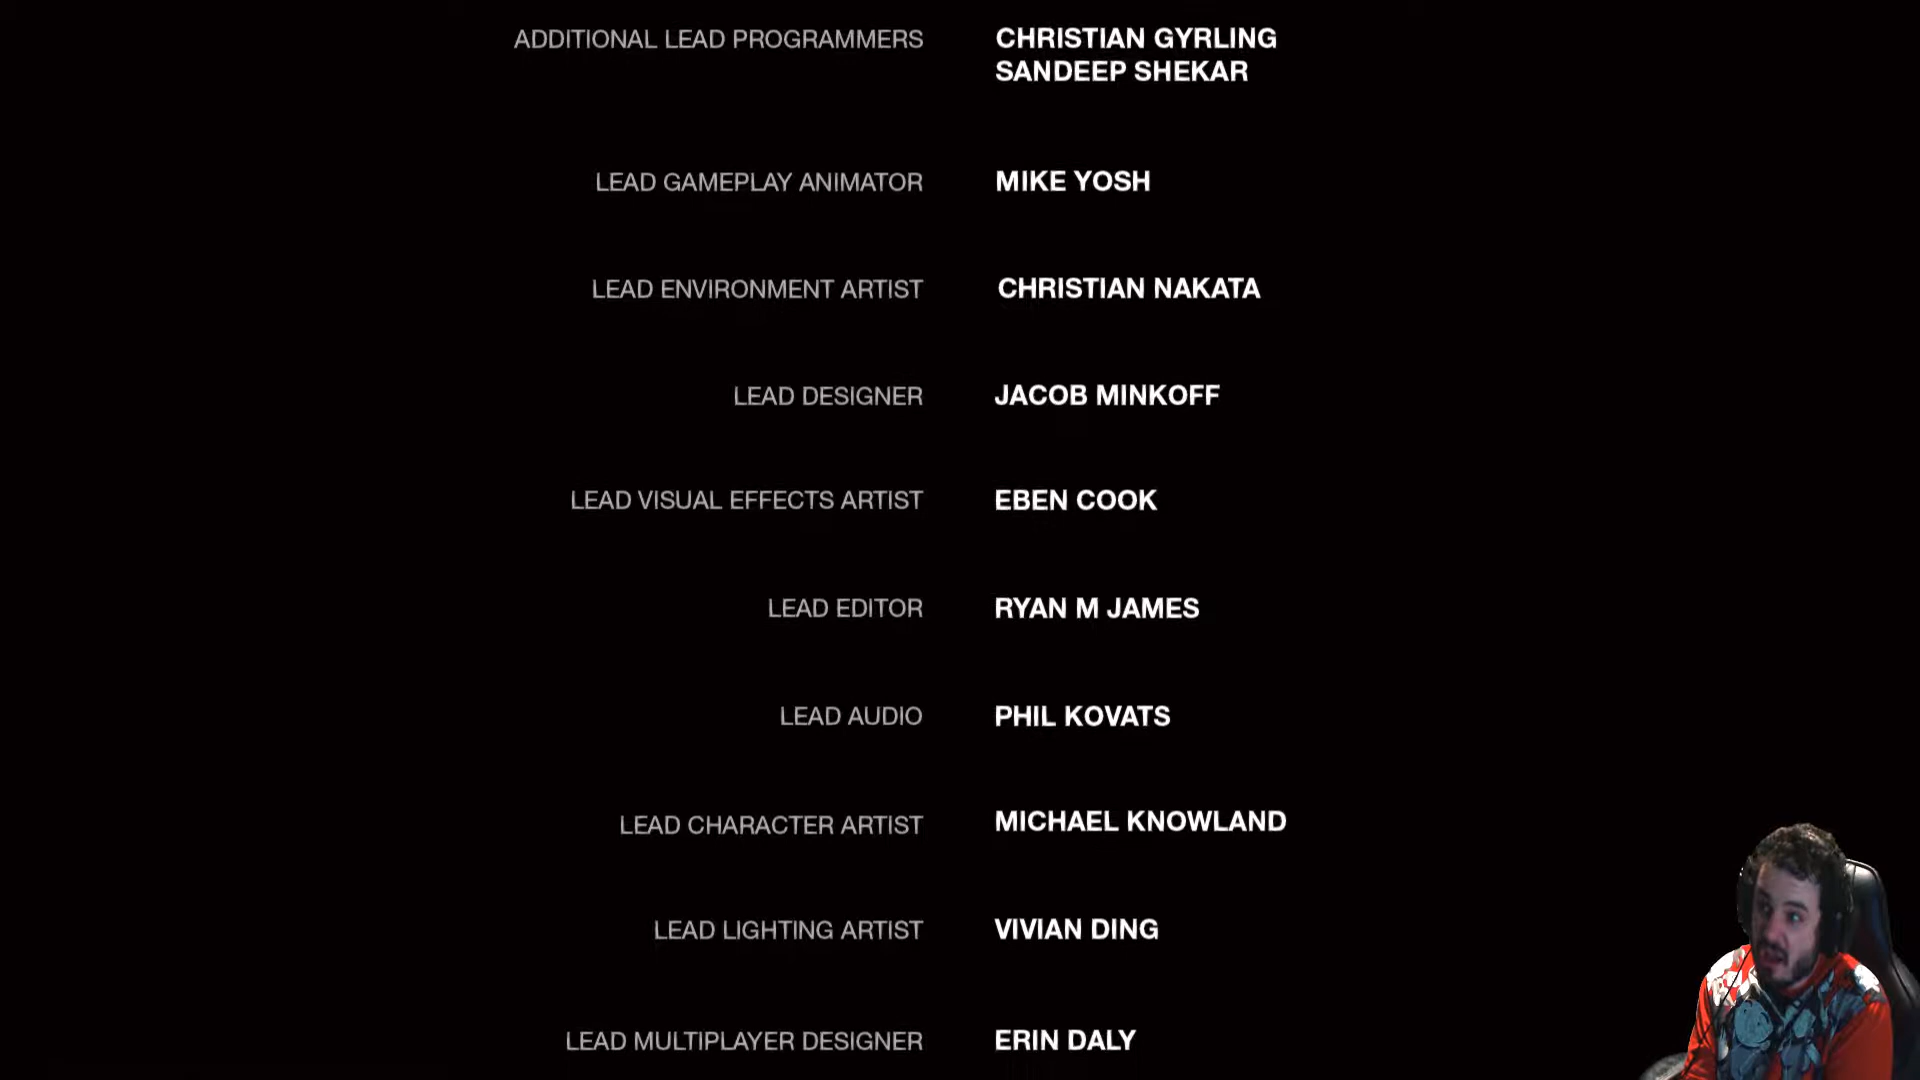 ADDITIONAL LEAD PROGRAMMERS CHRISTIAN GYRLING
SANDEEP SHEKAR
LEAD GAMEPLAY ANIMATOR MIKE YOSH
LEAD ENVIRONMENT ARTIST CHRISTIAN NAKATA
LEAD DESIGNER JACOB MINKOFF
LEAD VISUAL EFFECTS ARTIST EBEN COOK
LEAD EDITOR RYAN M JAMES
LEAD AUDIO PHIL KOVATS
LEAD CHARACTER ARTIST MICHAEL KNOWLAND
LEAD LIGHTING ARTIST VIVIAN DING
LEAD MULTIPLAYER DESIGNER ERIN DALY